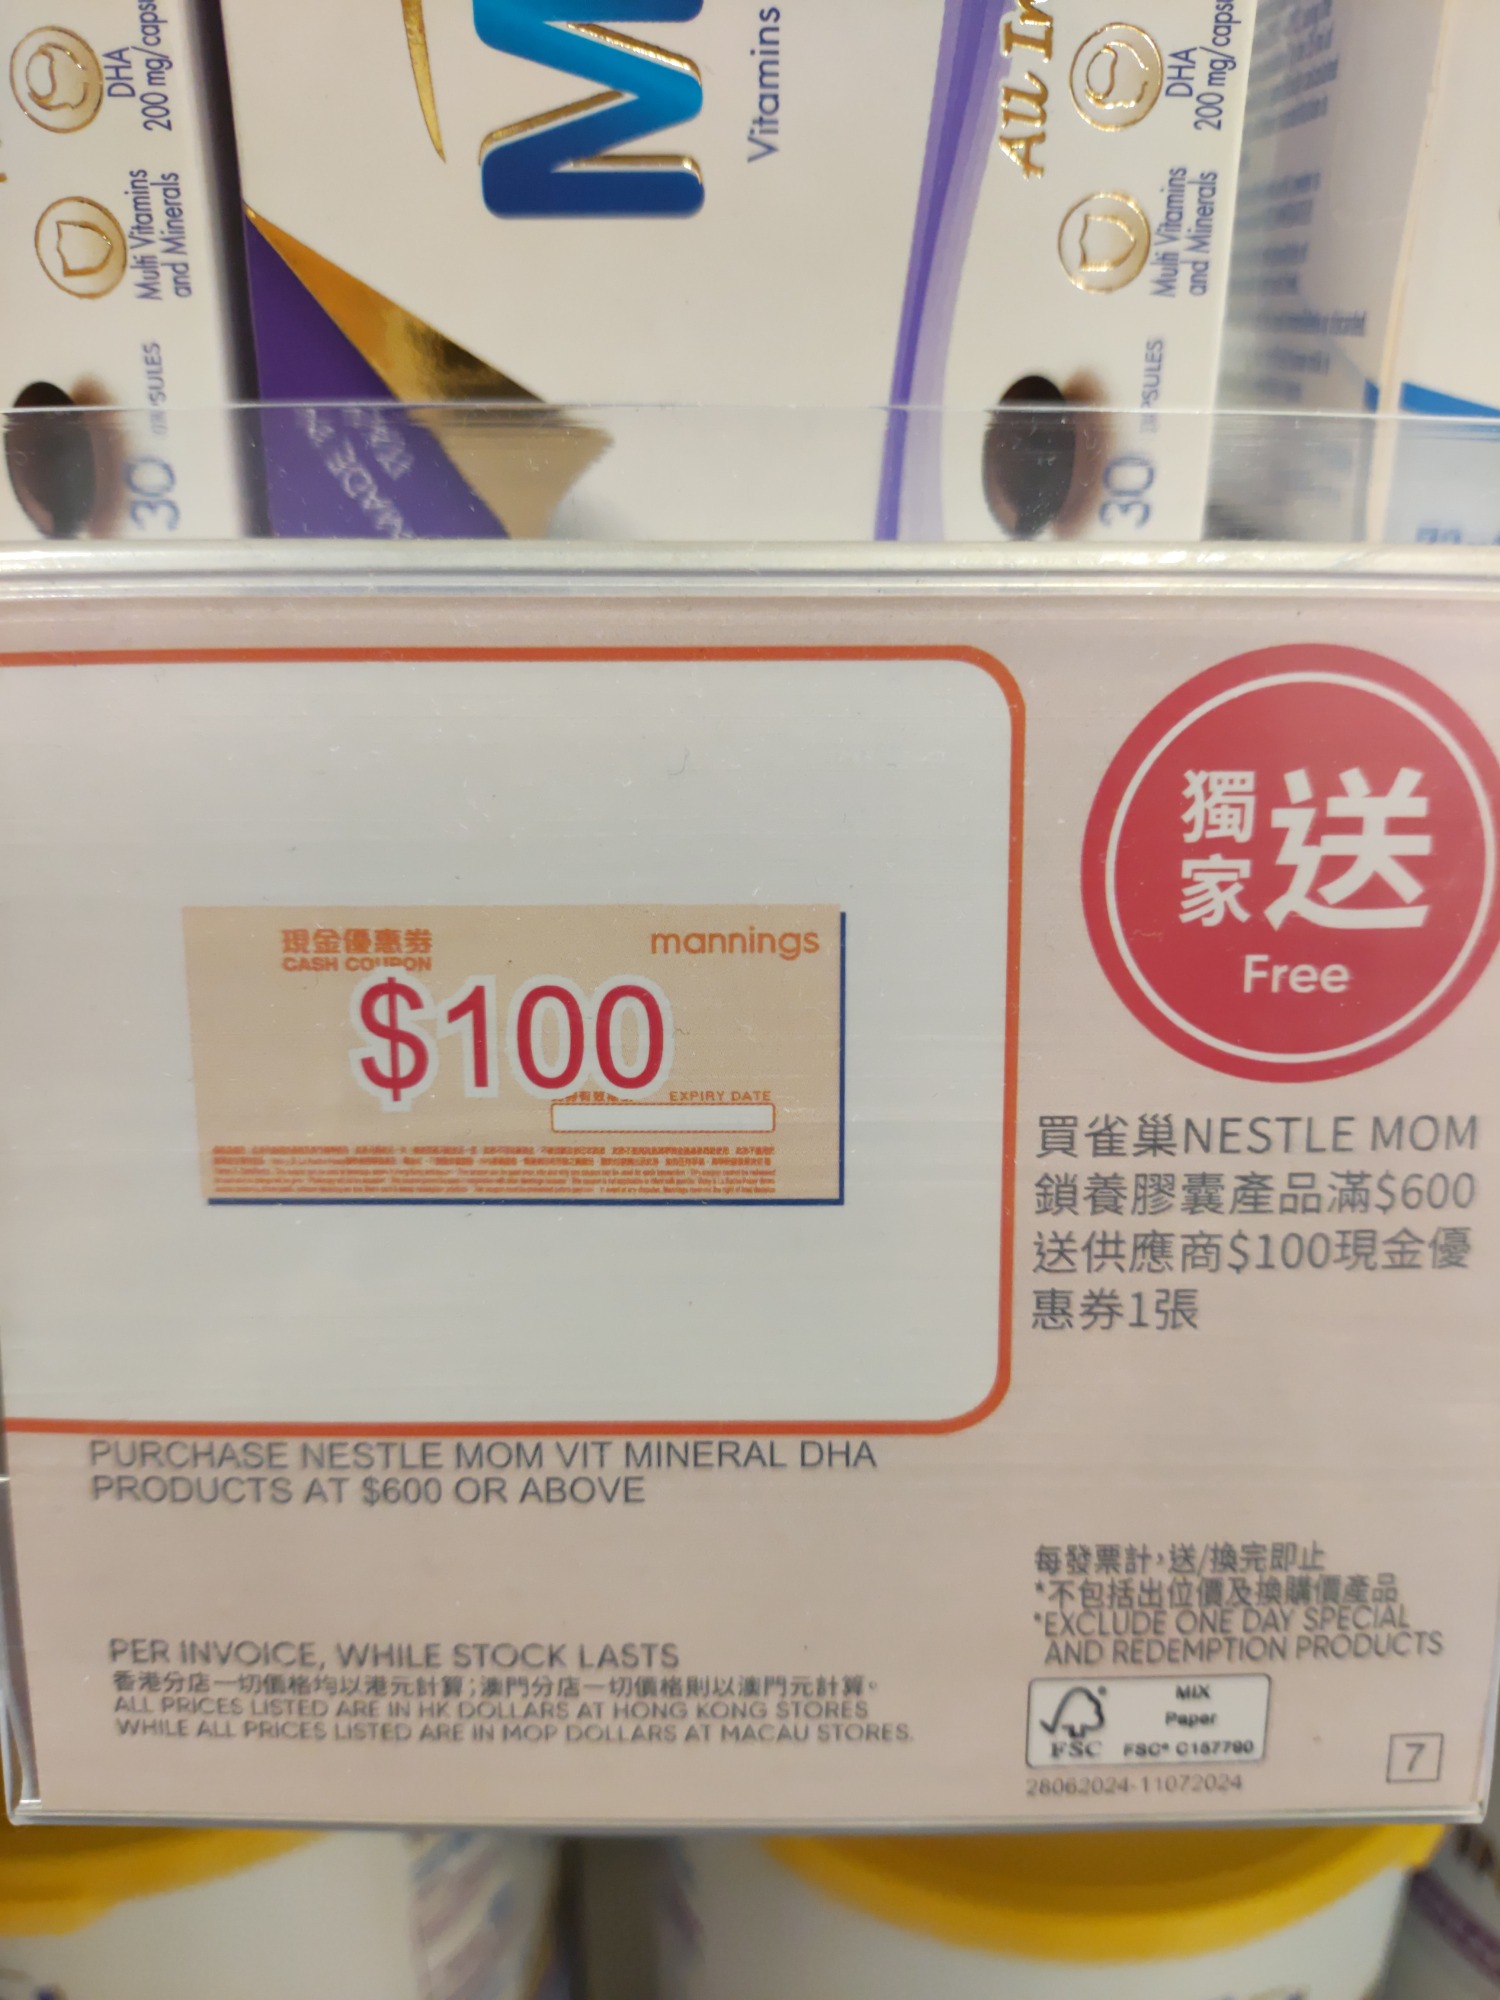 DHA
200 mg/caps
Multi Vitamins
and Minerals
30
M
Vitamins
All In
DHA
200 mg/caps
Multi Vitamins
and Minerals
30
現金優惠券
CASH COUPON
mannings
$100
EXPIRY DATE
獨家送
Free
買雀巢NESTLE MOM
鎖養膠囊產品滿$600
送供應商$100現金優
惠券1張
PURCHASE NESTLE MOM VIT MINERAL DHA
PRODUCTS AT $600 OR ABOVE
每發票計，送/換完即止
*不包括出位價及換購價產品
*EXCLUDE ONE DAY SPECIAL
AND REDEMPTION PRODUCTS
PER INVOICE, WHILE STOCK LASTS
香港分店一切價格均以港元計算；澳門分店一切價格則以澳門元計算。
ALL PRICES LISTED ARE IN HK DOLLARS AT HONG KONG STORES
WHILE ALL PRICES LISTED ARE IN MOP DOLLARS AT MACAU STORES.
FSC
MIX
Paper
FSC® C157790
28062024-11072024
7